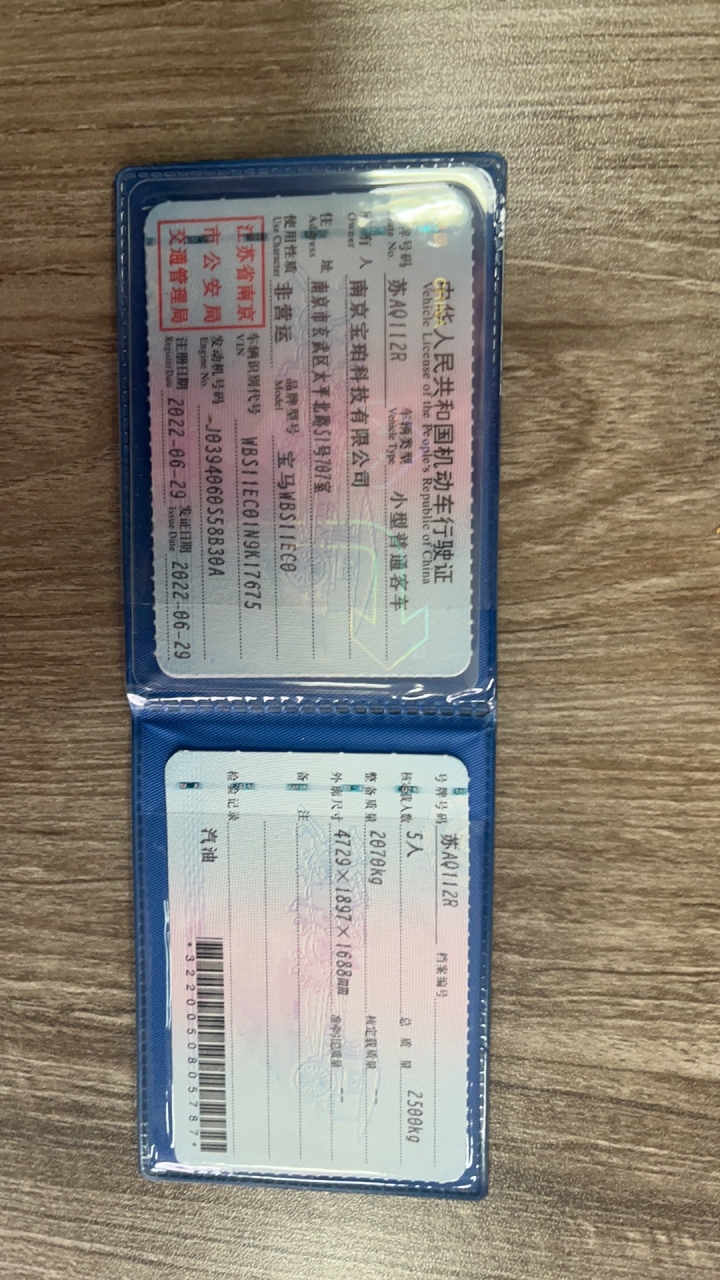 中华人民共和国机动车行驶证
Vehicle License of the People's Republic of China
号牌号码 苏AQ112R 车辆类型 小型普通客车
Plate No. Vehicle Type
所有人 南京宝珀科技有限公司
Owner
住址 南京市玄武区太平北路51号707室
Address
使用性质 非营运 品牌型号 宝马WBS11EC0
Use Character Model
江苏省南京
市公安局
交通管理局
车辆识别代号 WBS11EC01N9K17675
VIN
发动机号码 -J0394060S58B30A
Engine No.
注册日期 2022-06-29 发证日期 2022-06-29
Register Date Issue Date
号牌号码 苏AQ112R 档案编号
核定载人数 5人 总质量 2500kg
整备质量 2070kg 核定载质量 --
外廓尺寸 4729×1897×1688mm 准牵引总质量 --
备注
检验记录
汽油
*3220050805787*